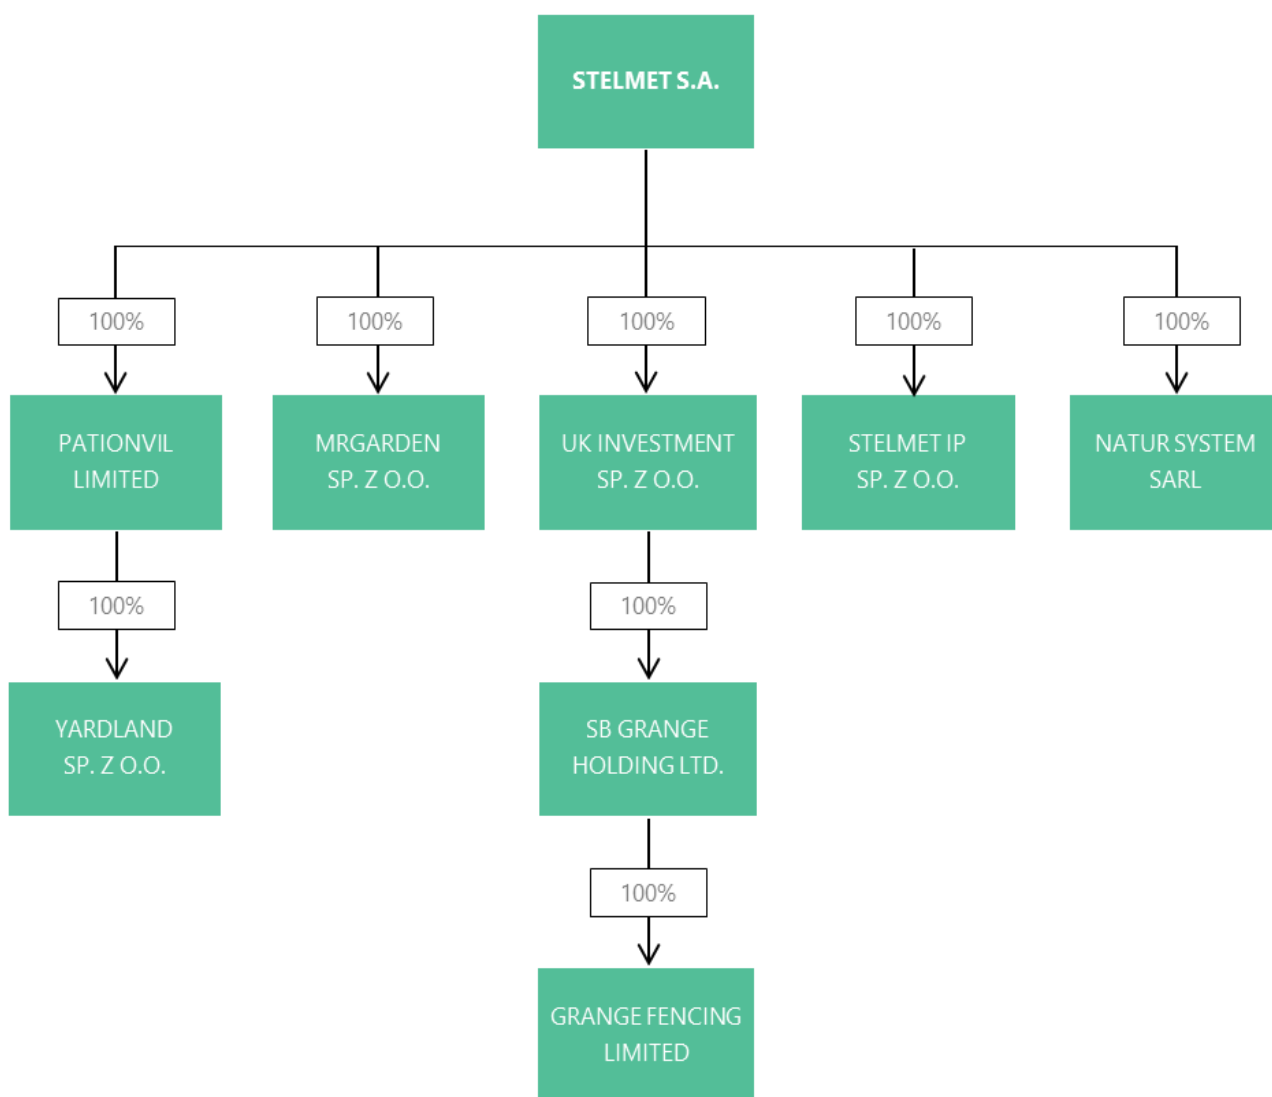 STELMET S.A.
100%
100%
100%
100%
100%
PATIONVIL
LIMITED
MRGARDEN
SP. Z O.O.
UK INVESTMENT
SP. Z O.O.
STELMET IP
SP. Z O.O.
NATUR SYSTEM
SARL
100%
100%
YARDLAND
SP. Z O.O.
SB GRANGE
HOLDING LTD.
100%
GRANGE FENCING
LIMITED